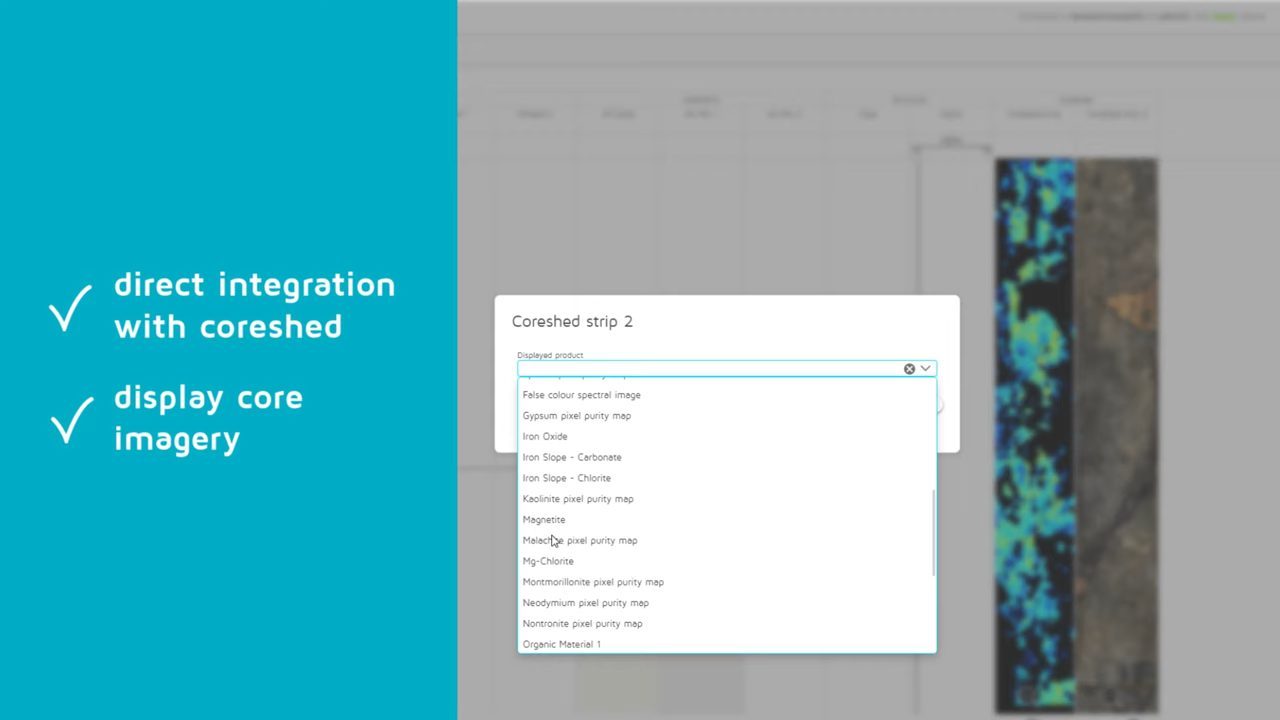 direct integration
with coreshed
display core
imagery
Coreshed strip 2
Displayed product
False colour spectral image
Gypsum pixel purity map
Iron Oxide
Iron Slope - Carbonate
Iron Slope - Chlorite
Kaolinite pixel purity map
Magnetite
Malachite pixel purity map
Mg-Chlorite
Montmorillonite pixel purity map
Neodymium pixel purity map
Nontronite pixel purity map
Organic Material 1